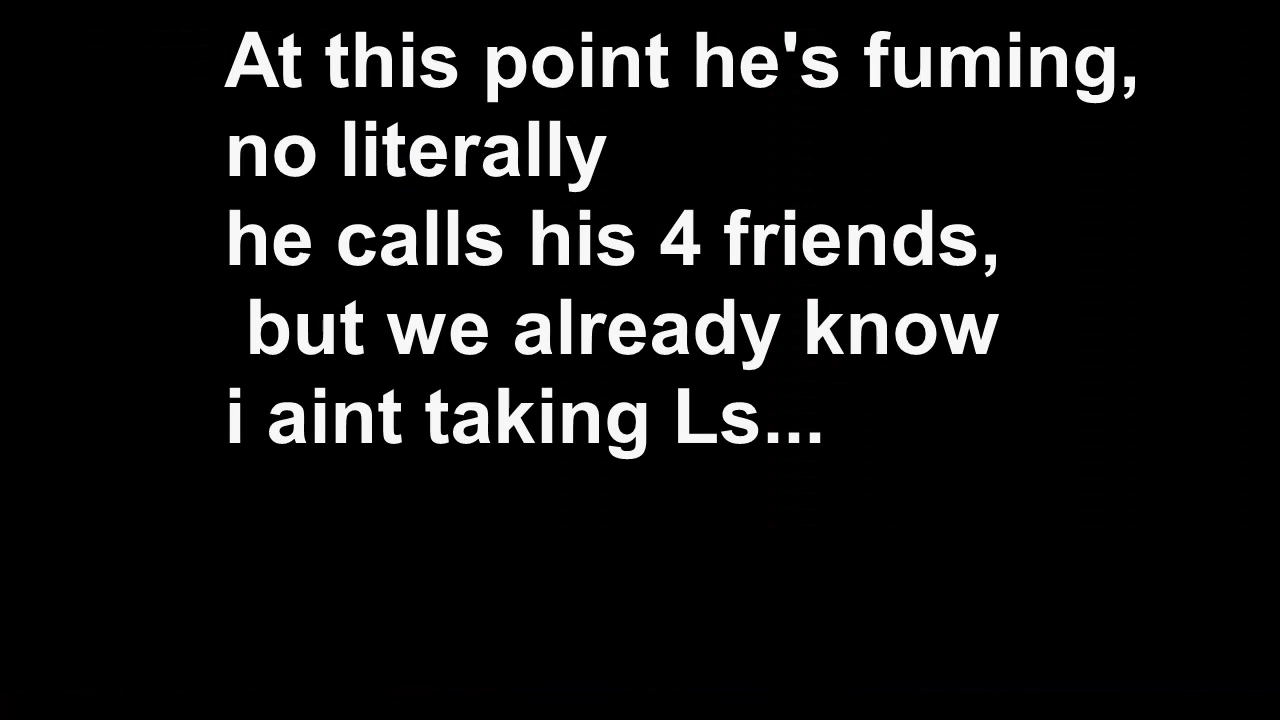 At this point he's fuming,
no literally
he calls his 4 friends,
but we already know
i aint taking Ls...